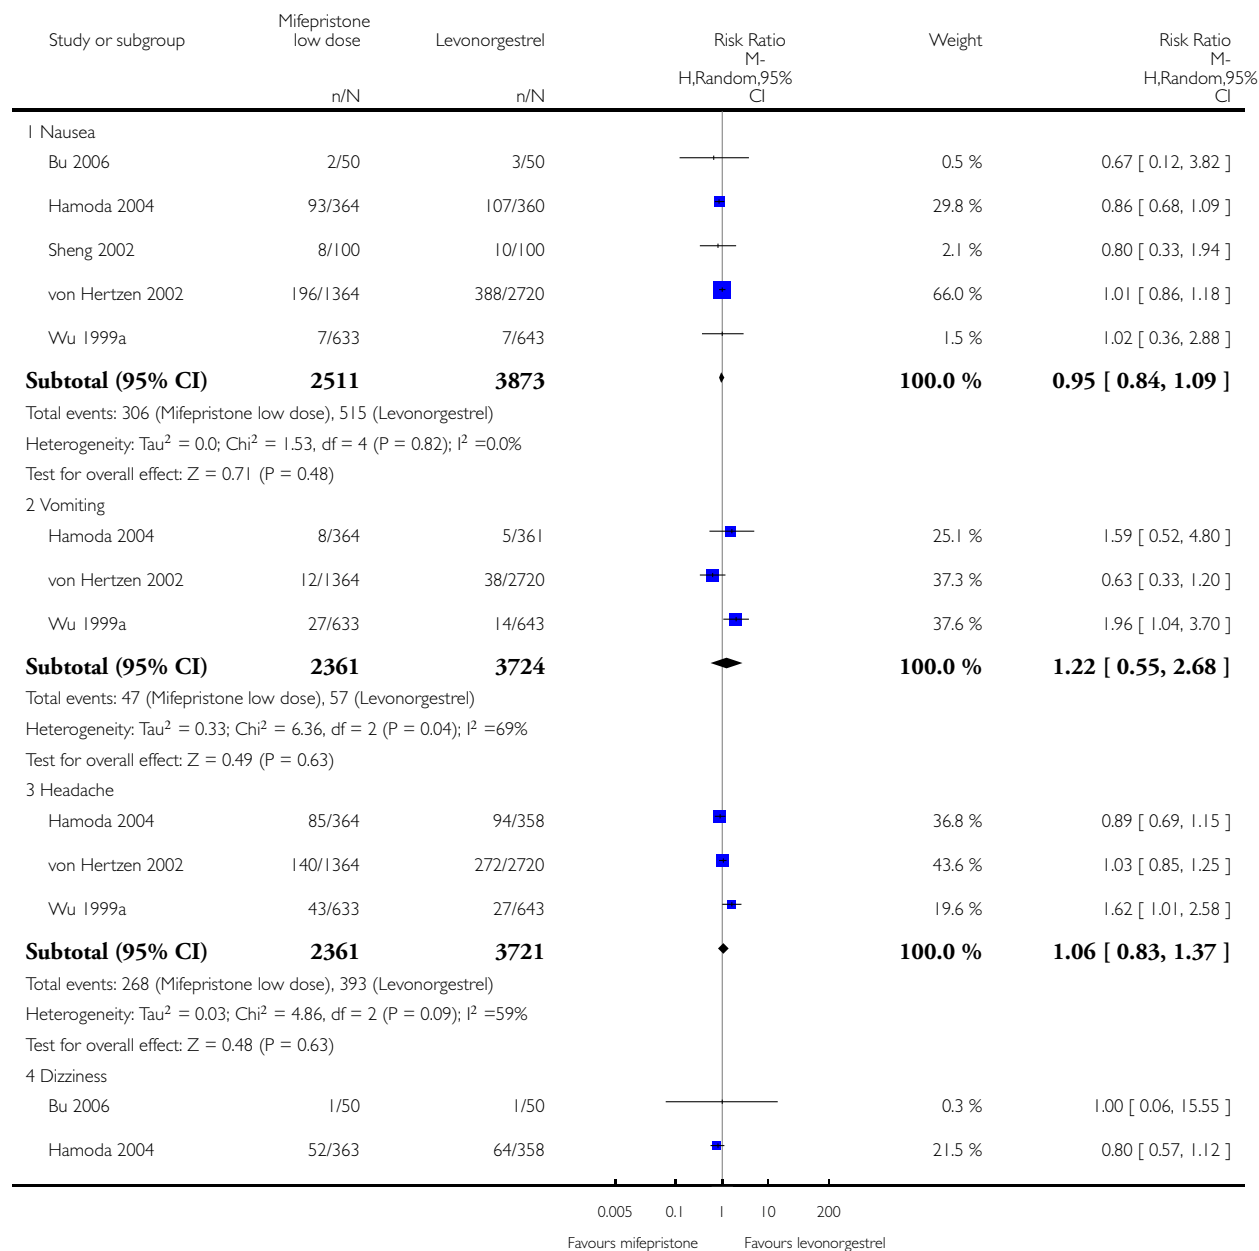 Study or subgroup Mifepristone low dose Levonorgestrel Risk Ratio Weight Risk Ratio
M-H,Random,95% CI M-H,Random,95% CI
n/N n/N
1 Nausea
Bu 2006 2/50 3/50 0.5 % 0.67 [ 0.12, 3.82 ]
Hamoda 2004 93/364 107/360 29.8 % 0.86 [ 0.68, 1.09 ]
Sheng 2002 8/100 10/100 2.1 % 0.80 [ 0.33, 1.94 ]
von Hertzen 2002 196/1364 388/2720 66.0 % 1.01 [ 0.86, 1.18 ]
Wu 1999a 7/633 7/643 1.5 % 1.02 [ 0.36, 2.88 ]
Subtotal (95% CI) 2511 3873 100.0 % 0.95 [ 0.84, 1.09 ]
Total events: 306 (Mifepristone low dose), 515 (Levonorgestrel)
Heterogeneity: Tau² = 0.0; Chi² = 1.53, df = 4 (P = 0.82); I² =0.0%
Test for overall effect: Z = 0.71 (P = 0.48)
2 Vomiting
Hamoda 2004 8/364 5/361 25.1 % 1.59 [ 0.52, 4.80 ]
von Hertzen 2002 12/1364 38/2720 37.3 % 0.63 [ 0.33, 1.20 ]
Wu 1999a 27/633 14/643 37.6 % 1.96 [ 1.04, 3.70 ]
Subtotal (95% CI) 2361 3724 100.0 % 1.22 [ 0.55, 2.68 ]
Total events: 47 (Mifepristone low dose), 57 (Levonorgestrel)
Heterogeneity: Tau² = 0.33; Chi² = 6.36, df = 2 (P = 0.04); I² =69%
Test for overall effect: Z = 0.49 (P = 0.63)
3 Headache
Hamoda 2004 85/364 94/358 36.8 % 0.89 [ 0.69, 1.15 ]
von Hertzen 2002 140/1364 272/2720 43.6 % 1.03 [ 0.85, 1.25 ]
Wu 1999a 43/633 27/643 19.6 % 1.62 [ 1.01, 2.58 ]
Subtotal (95% CI) 2361 3721 100.0 % 1.06 [ 0.83, 1.37 ]
Total events: 268 (Mifepristone low dose), 393 (Levonorgestrel)
Heterogeneity: Tau² = 0.03; Chi² = 4.86, df = 2 (P = 0.09); I² =59%
Test for overall effect: Z = 0.48 (P = 0.63)
4 Dizziness
Bu 2006 1/50 1/50 0.3 % 1.00 [ 0.06, 15.55 ]
Hamoda 2004 52/363 64/358 21.5 % 0.80 [ 0.57, 1.12 ]
0.005 0.1 1 10 200
Favours mifepristone Favours levonorgestrel